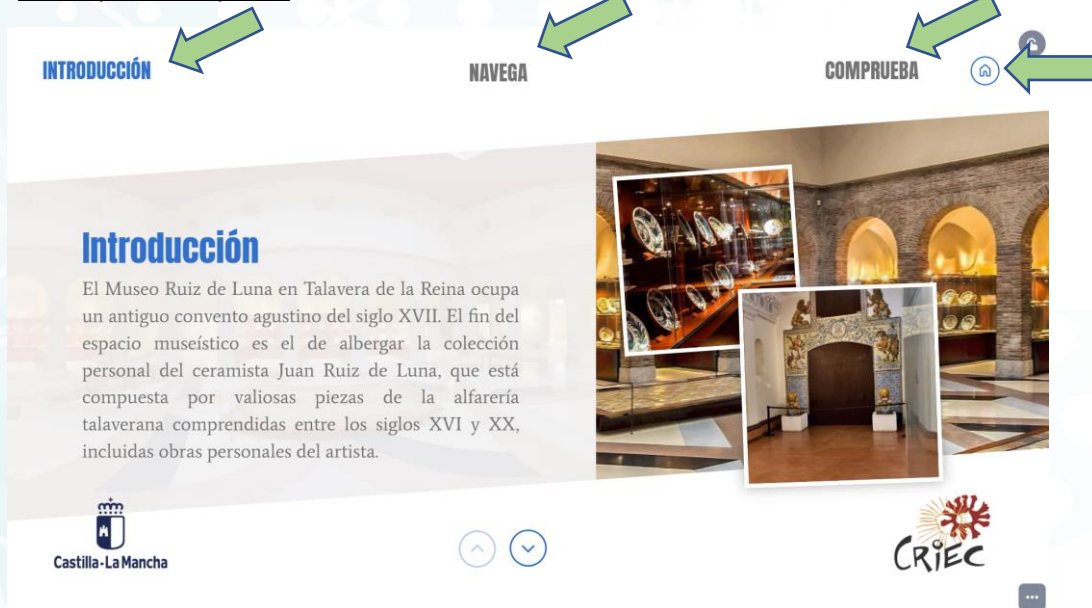 INTRODUCCIÓN
NAVEGA
COMPRUEBA
Introducción
El Museo Ruiz de Luna en Talavera de la Reina ocupa
un antiguo convento agustino del siglo XVII. El fin del
espacio museístico es el de albergar la colección
personal del ceramista Juan Ruiz de Luna, que está
compuesta por valiosas piezas de la alfarería
talaverana comprendidas entre los siglos XVI y XX,
incluidas obras personales del artista.
Castilla-La Mancha
CRIEC